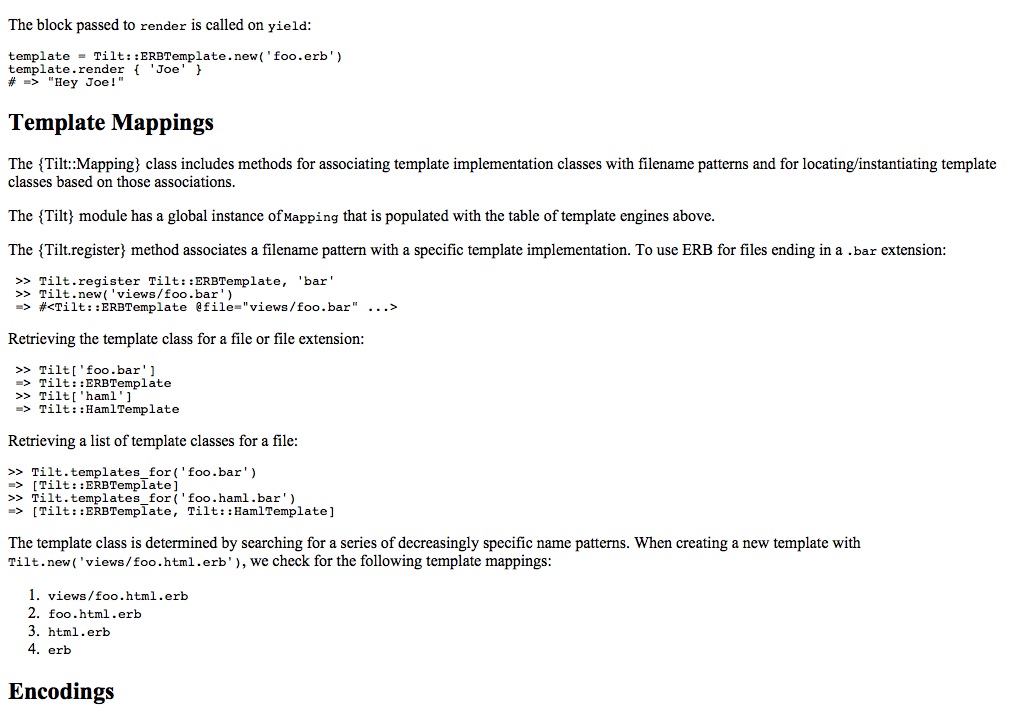 The block passed to render is called on yield:
template = Tilt::ERBTemplate.new('foo.erb')
template.render { 'Joe' }
# => "Hey Joe!"
Template Mappings
The {Tilt::Mapping} class includes methods for associating template implementation classes with filename patterns and for locating/instantiating template
classes based on those associations.
The {Tilt} module has a global instance of Mapping that is populated with the table of template engines above.
The {Tilt.register} method associates a filename pattern with a specific template implementation. To use ERB for files ending in a .bar extension:
>> Tilt.register Tilt::ERBTemplate, 'bar'
>> Tilt.new('views/foo.bar')
=> #<Tilt::ERBTemplate @file="views/foo.bar" ...>
Retrieving the template class for a file or file extension:
>> Tilt['foo.bar']
=> Tilt::ERBTemplate
>> Tilt['haml']
=> Tilt::HamlTemplate
Retrieving a list of template classes for a file:
>> Tilt.templates_for('foo.bar')
=> [Tilt::ERBTemplate]
>> Tilt.templates_for('foo.haml.bar')
=> [Tilt::ERBTemplate, Tilt::HamlTemplate]
The template class is determined by searching for a series of decreasingly specific name patterns. When creating a new template with
Tilt.new('views/foo.html.erb'), we check for the following template mappings:
1. views/foo.html.erb
2. foo.html.erb
3. html.erb
4. erb
Encodings